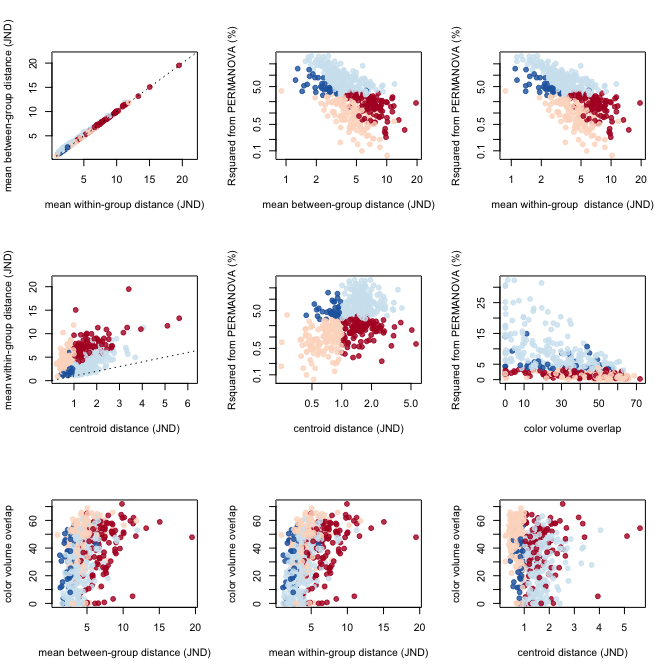 mean between-group distance (JND)
20
15
10
5
5 10 15 20
mean within-group distance (JND)
Rsquared from PERMANOVA (%)
5.0
0.5
0.1
1 2 5 10 20
mean between-group distance (JND)
Rsquared from PERMANOVA (%)
5.0
0.5
0.1
1 2 5 10 20
mean within-group  distance (JND)
mean within-group distance (JND)
20
15
10
5
0
1 2 3 4 5 6
centroid distance (JND)
Rsquared from PERMANOVA (%)
5.0
0.5
0.1
0.5 1.0 2.0 5.0
centroid distance (JND)
Rsquared from PERMANOVA (%)
25
15
5
0
0 10 30 50 70
color volume overlap
color volume overlap
60
40
20
0
5 10 15 20
mean between-group distance (JND)
color volume overlap
60
40
20
0
5 10 15 20
mean within-group distance (JND)
color volume overlap
60
40
20
0
1 2 3 4 5
centroid distance (JND)